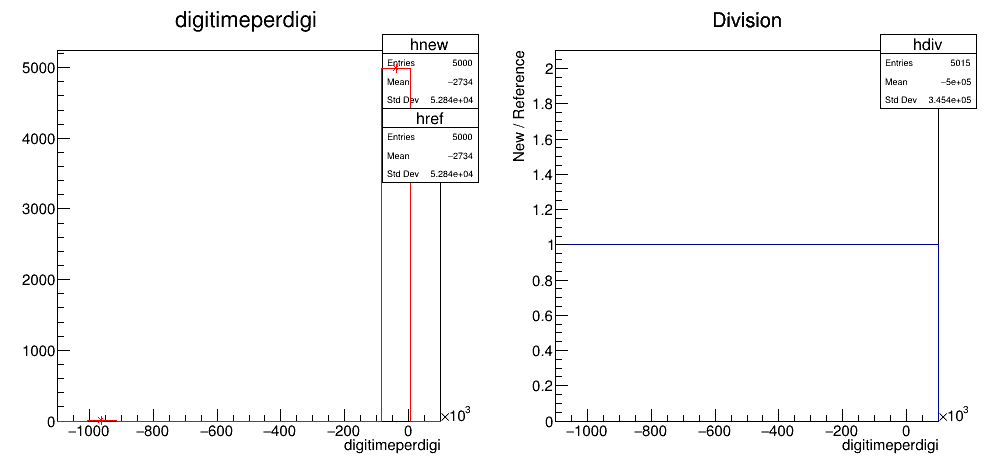 digitimeperdigi
hnew
Entries 5000
Mean −2734
Std Dev 5.284e+04
href
Entries 5000
Mean −2734
Std Dev 5.284e+04
5000
4000
3000
2000
1000
0
−1000 −800 −600 −400 −200 0
×10³
digitimeperdigi
Division
hdiv
Entries 5015
Mean −5e+05
Std Dev 3.454e+05
New / Reference
2
1.8
1.6
1.4
1.2
1
0.8
0.6
0.4
0.2
0
−1000 −800 −600 −400 −200 0
×10³
digitimeperdigi